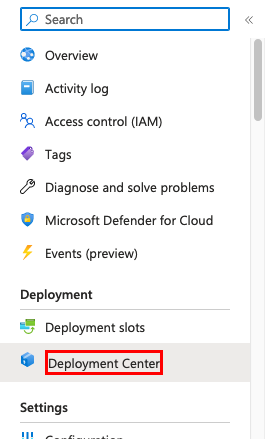 Search
Overview
Activity log
Access control (IAM)
Tags
Diagnose and solve problems
Microsoft Defender for Cloud
Events (preview)
Deployment
Deployment slots
Deployment Center
Settings
Configuration